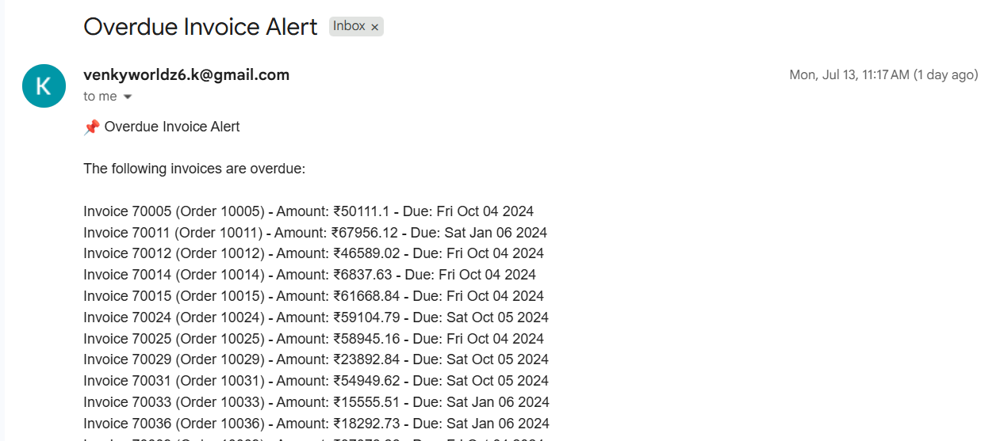 Overdue Invoice Alert Inbox ×
K
venkyworldz6.k@gmail.com Mon, Jul 13, 11:17 AM (1 day ago)
to me
📌 Overdue Invoice Alert
The following invoices are overdue:
Invoice 70005 (Order 10005) - Amount: ₹50111.1 - Due: Fri Oct 04 2024
Invoice 70011 (Order 10011) - Amount: ₹67956.12 - Due: Sat Jan 06 2024
Invoice 70012 (Order 10012) - Amount: ₹46589.02 - Due: Fri Oct 04 2024
Invoice 70014 (Order 10014) - Amount: ₹6837.63 - Due: Fri Oct 04 2024
Invoice 70015 (Order 10015) - Amount: ₹61668.84 - Due: Fri Oct 04 2024
Invoice 70024 (Order 10024) - Amount: ₹59104.79 - Due: Sat Oct 05 2024
Invoice 70025 (Order 10025) - Amount: ₹58945.16 - Due: Fri Oct 04 2024
Invoice 70029 (Order 10029) - Amount: ₹23892.84 - Due: Sat Oct 05 2024
Invoice 70031 (Order 10031) - Amount: ₹54949.62 - Due: Sat Oct 05 2024
Invoice 70033 (Order 10033) - Amount: ₹15555.51 - Due: Sat Jan 06 2024
Invoice 70036 (Order 10036) - Amount: ₹18292.73 - Due: Sat Jan 06 2024